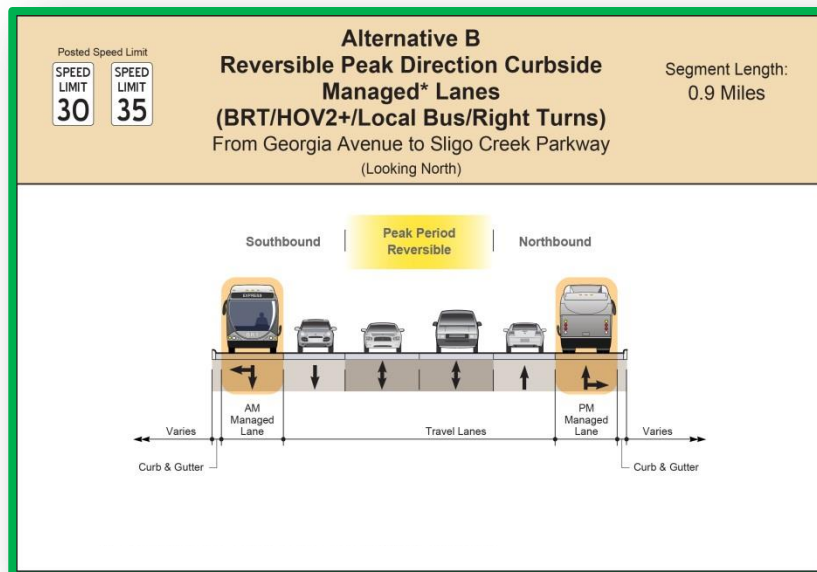 Posted Speed Limit
SPEED
LIMIT
30
SPEED
LIMIT
35
Alternative B
Reversible Peak Direction Curbside
Managed* Lanes
(BRT/HOV2+/Local Bus/Right Turns)
From Georgia Avenue to Sligo Creek Parkway
(Looking North)
Segment Length:
0.9 Miles
Southbound
Peak Period
Reversible
Northbound
EXPRESS
AM
Managed
Lane
PM
Managed
Lane
Varies
Travel Lanes
Varies
Curb & Gutter
Curb & Gutter